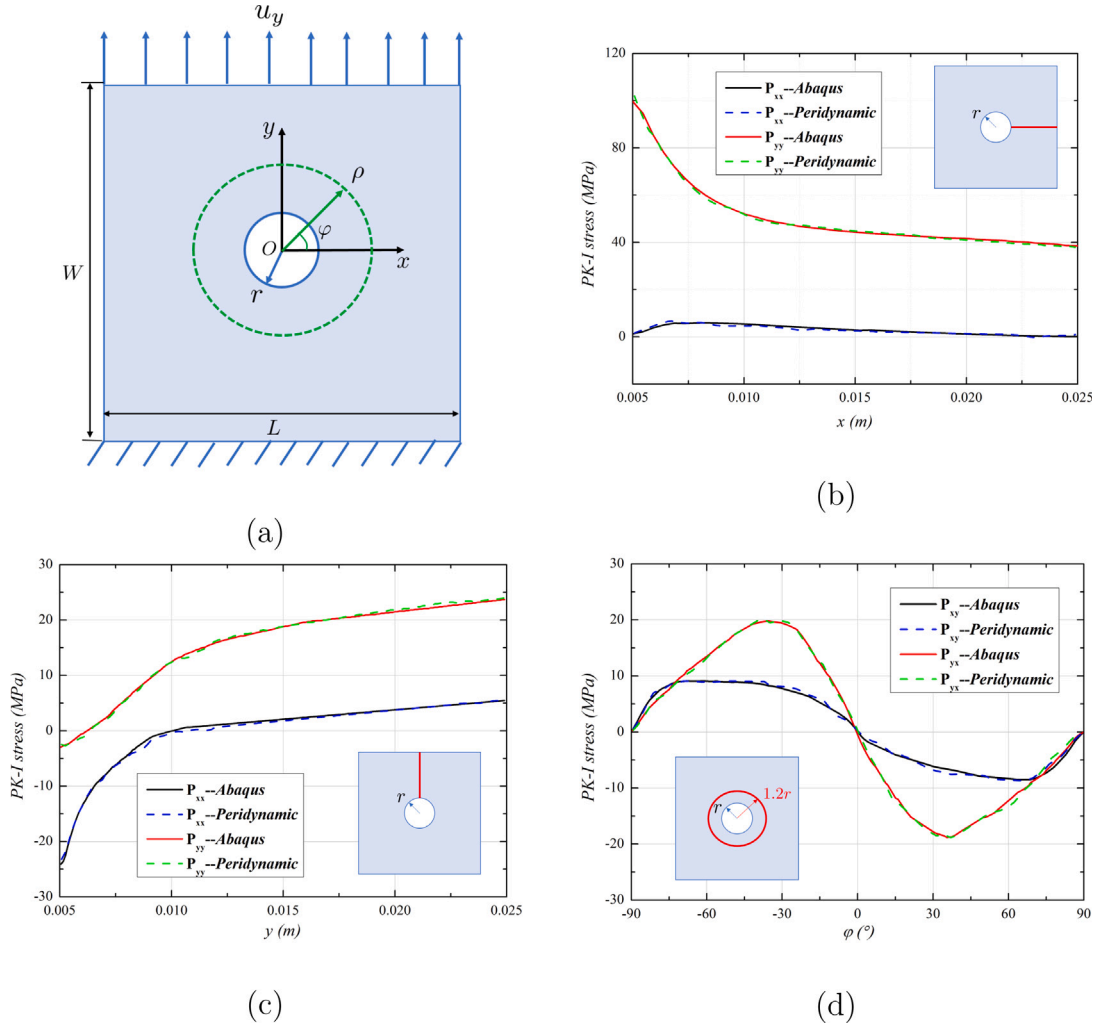 u_y
W
y
ρ
φ
O
x
r
L
(a)
120
80
40
0
PK-I stress (MPa)
P_xx--Abaqus
P_xx--Peridynamic
P_yy--Abaqus
P_yy--Peridynamic
r
0.005 0.010 0.015 0.020 0.025
x (m)
(b)
30
20
10
0
-10
-20
-30
PK-I stress (MPa)
P_xx--Abaqus
P_xx--Peridynamic
P_yy--Abaqus
P_yy--Peridynamic
r
0.005 0.010 0.015 0.020 0.025
y (m)
(c)
30
20
10
0
-10
-20
-30
PK-I stress (MPa)
P_xy--Abaqus
P_xy--Peridynamic
P_yx--Abaqus
P_yx--Peridynamic
r
1.2r
-90 -60 -30 0 30 60 90
φ (°)
(d)